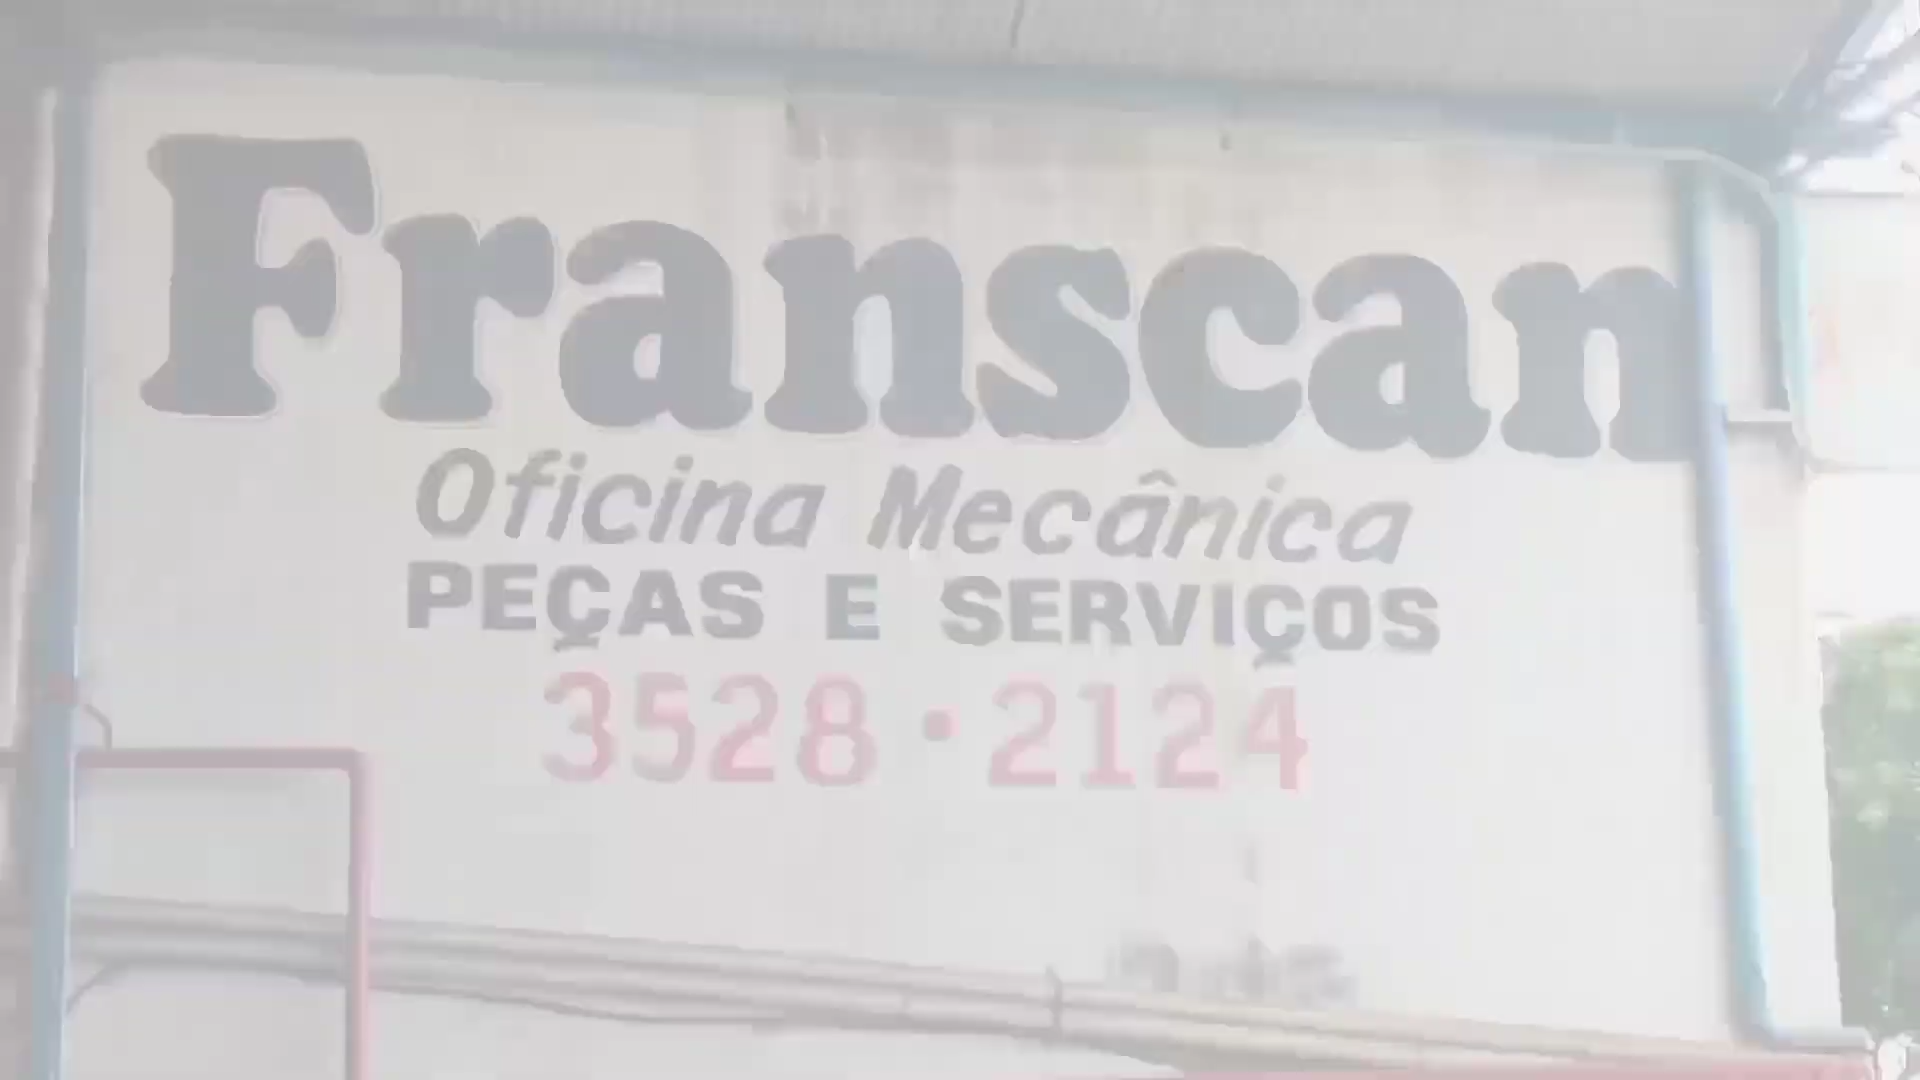 Franscan
Oficina Mecânica
PEÇAS E SERVIÇOS
3528 · 2124